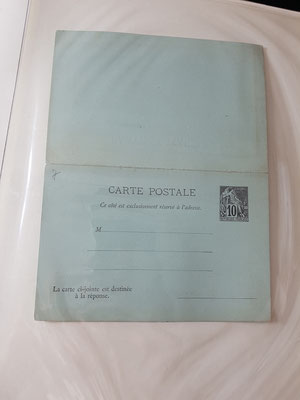 CARTE POSTALE
Ce côté est exclusivement réservé à l'adresse.
10
M
La carte ci-jointe est destinée
à la réponse.